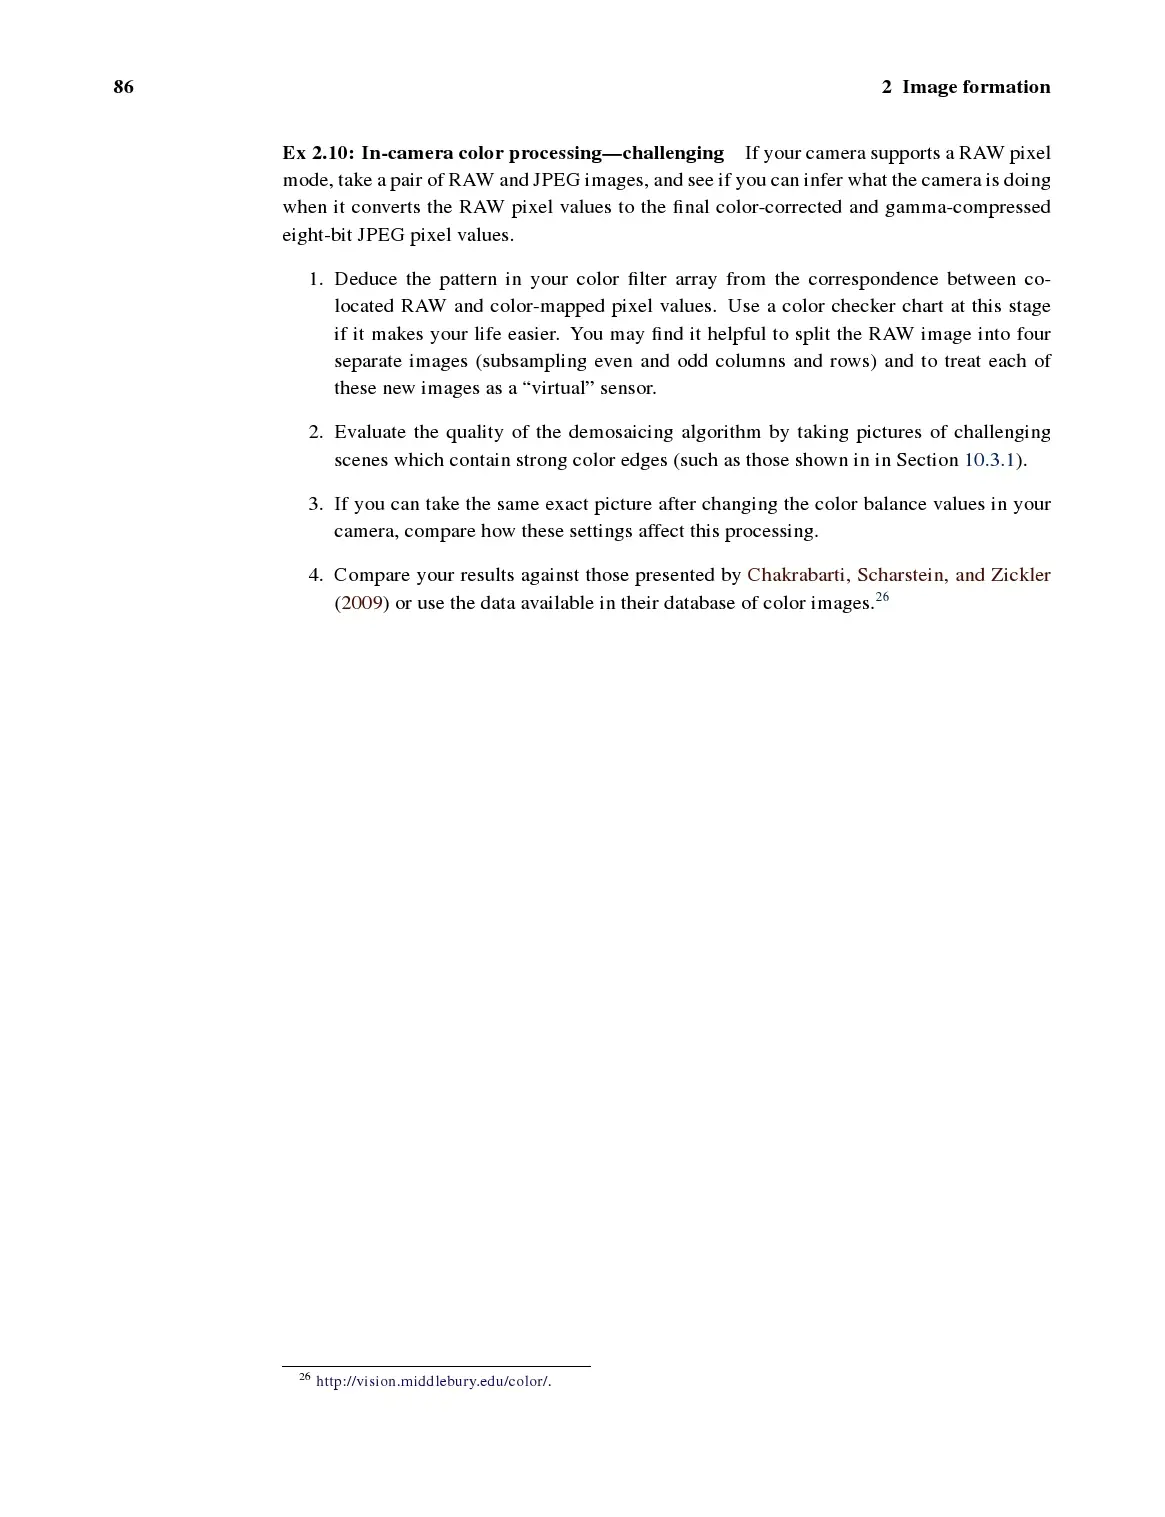 86
2 Image formation
Ex 2.10: In-camera color processing—challenging If your camera supports a RAW pixel
mode, take a pair of RAW and JPEG images, and see if you can infer what the camera is doing
when it converts the RAW pixel values to the final color-corrected and gamma-compressed
eight-bit JPEG pixel values.
1. Deduce the pattern in your color filter array from the correspondence between co-
located RAW and color-mapped pixel values. Use a color checker chart at this stage
if it makes your life easier. You may find it helpful to split the RAW image into four
separate images (subsampling even and odd columns and rows) and to treat each of
these new images as a “virtual” sensor.
2. Evaluate the quality of the demosaicing algorithm by taking pictures of challenging
scenes which contain strong color edges (such as those shown in in Section 10.3.1).
3. If you can take the same exact picture after changing the color balance values in your
camera, compare how these settings affect this processing.
4. Compare your results against those presented by Chakrabarti, Scharstein, and Zickler
(2009) or use the data available in their database of color images.26
26 http://vision.middlebury.edu/color/.